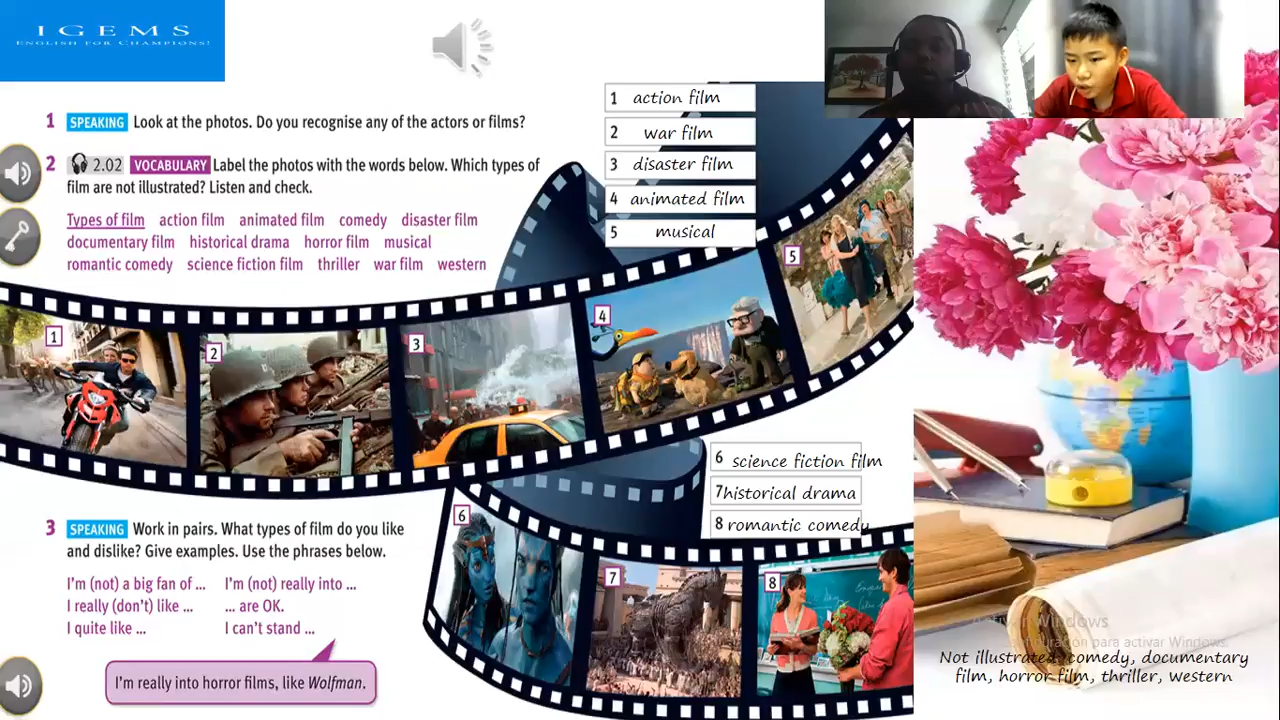 IGEMS
ENGLISH FOR CHAMPIONS!
1 SPEAKING Look at the photos. Do you recognise any of the actors or films?
2 2.02 VOCABULARY Label the photos with the words below. Which types of
film are not illustrated? Listen and check.
Types of film action film animated film comedy disaster film
documentary film historical drama horror film musical
romantic comedy science fiction film thriller war film western
1 action film
2 war film
3 disaster film
4 animated film
5 musical
1
2
3
4
5
6 science fiction film
7 historical drama
8 romantic comedy
3 SPEAKING Work in pairs. What types of film do you like
and dislike? Give examples. Use the phrases below.
I'm (not) a big fan of ... I'm (not) really into ...
I really (don't) like ... ... are OK.
I quite like ... I can't stand ...
I'm really into horror films, like Wolfman.
6
7
8
Windows
para activar Windows.
Not illustrated: comedy, documentary
film, horror film, thriller, western